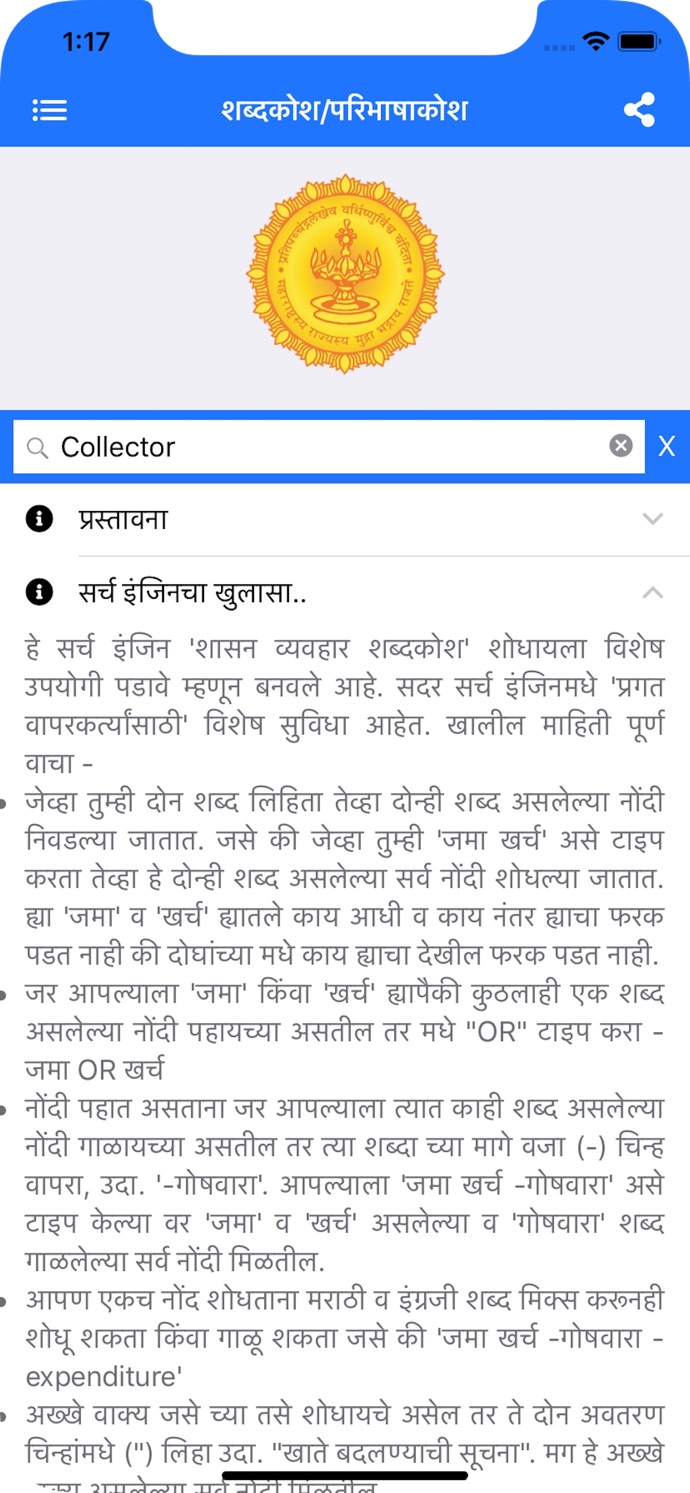 1:17
शब्दकोश/परिभाषाकोश
प्रतिपच्चंद्रलेखेव वर्धिष्णुर्विश्व वंदिता
महाराष्ट्रस्य राज्यस्य मुद्रा भद्राय राजते
Collector
X
प्रस्तावना
सर्च इंजिनचा खुलासा..
हे सर्च इंजिन 'शासन व्यवहार शब्दकोश' शोधायला विशेष
उपयोगी पडावे म्हणून बनवले आहे. सदर सर्च इंजिनमधे 'प्रगत
वापरकर्त्यांसाठी' विशेष सुविधा आहेत. खालील माहिती पूर्ण
वाचा -
• जेव्हा तुम्ही दोन शब्द लिहिता तेव्हा दोन्ही शब्द असलेल्या नोंदी
निवडल्या जातात. जसे की जेव्हा तुम्ही 'जमा खर्च' असे टाइप
करता तेव्हा हे दोन्ही शब्द असलेल्या सर्व नोंदी शोधल्या जातात.
ह्या 'जमा' व 'खर्च' ह्यातले काय आधी व काय नंतर ह्याचा फरक
पडत नाही की दोघांच्या मधे काय ह्याचा देखील फरक पडत नाही.
• जर आपल्याला 'जमा' किंवा 'खर्च' ह्यापैकी कुठलाही एक शब्द
असलेल्या नोंदी पहायच्या असतील तर मधे "OR" टाइप करा -
जमा OR खर्च
• नोंदी पहात असताना जर आपल्याला त्यात काही शब्द असलेल्या
नोंदी गाळायच्या असतील तर त्या शब्दा च्या मागे वजा (-) चिन्ह
वापरा, उदा. '-गोषवारा'. आपल्याला 'जमा खर्च -गोषवारा' असे
टाइप केल्या वर 'जमा' व 'खर्च' असलेल्या व 'गोषवारा' शब्द
गाळलेल्या सर्व नोंदी मिळतील.
• आपण एकच नोंद शोधताना मराठी व इंग्रजी शब्द मिक्स करूनही
शोधू शकता किंवा गाळू शकता जसे की 'जमा खर्च -गोषवारा -
expenditure'
• अख्खे वाक्य जसे च्या तसे शोधायचे असेल तर ते दोन अवतरण
चिन्हांमधे (") लिहा उदा. "खाते बदलण्याची सूचना". मग हे अख्खे
असलेल्या सर्व नोंदी मिळतील